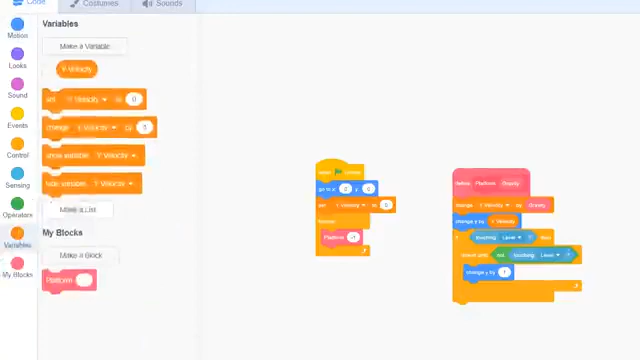 Code
Costumes
Sounds
Motion
Looks
Sound
Events
Control
Sensing
Operators
Variables
My Blocks
Variables
Make a Variable
Y Velocity
set Y Velocity to 0
change Y Velocity by
show variable Y Velocity
hide variable Y Velocity
Make a List
My Blocks
Make a Block
Platform
when clicked
go to x: 0 y: 0
set Y Velocity to 0
forever
Platform -1
define Platform Gravity
change Y Velocity by Gravity
change y by Y Velocity
if touching Level ? then
repeat until not touching Level ?
change y by 1